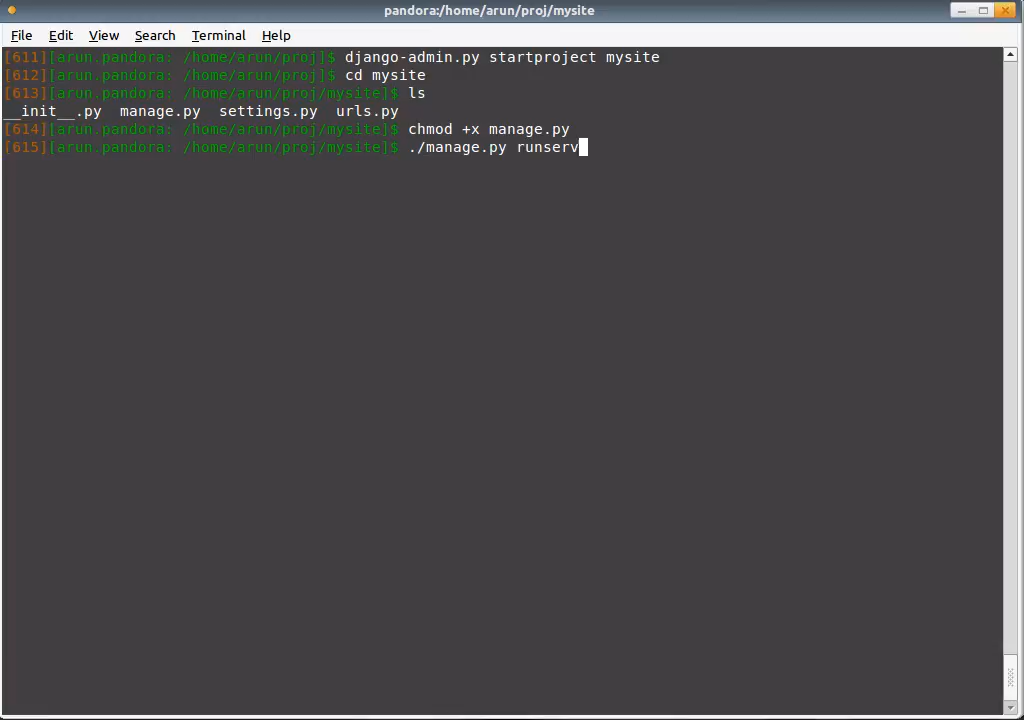 pandora:/home/arun/proj/mysite
File Edit View Search Terminal Help
[611][arun.pandora: /home/arun/proj]$ django-admin.py startproject mysite
[612][arun.pandora: /home/arun/proj]$ cd mysite
[613][arun.pandora: /home/arun/proj/mysite]$ ls
__init__.py  manage.py  settings.py  urls.py
[614][arun.pandora: /home/arun/proj/mysite]$ chmod +x manage.py
[615][arun.pandora: /home/arun/proj/mysite]$ ./manage.py runserv